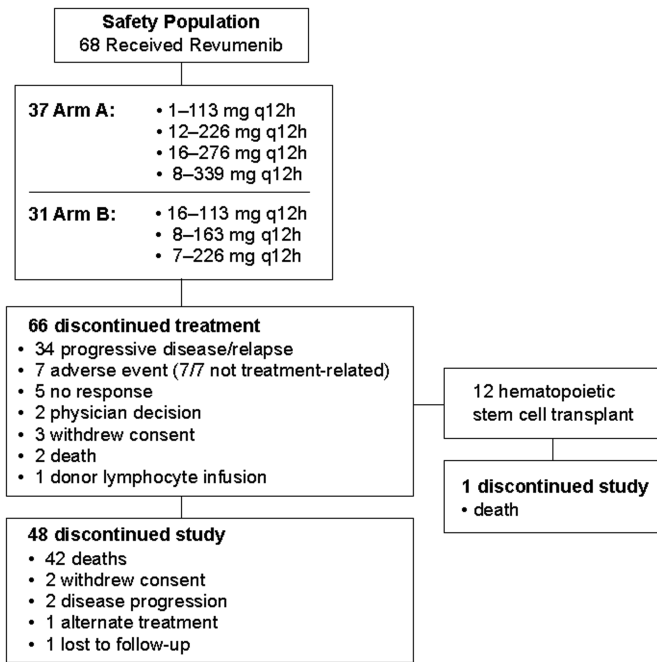 Safety Population
68 Received Revumenib
37 Arm A:
• 1–113 mg q12h
• 12–226 mg q12h
• 16–276 mg q12h
• 8–339 mg q12h
31 Arm B:
• 16–113 mg q12h
• 8–163 mg q12h
• 7–226 mg q12h
66 discontinued treatment
• 34 progressive disease/relapse
• 7 adverse event (7/7 not treatment-related)
• 5 no response
• 2 physician decision
• 3 withdrew consent
• 2 death
• 1 donor lymphocyte infusion
12 hematopoietic
stem cell transplant
1 discontinued study
• death
48 discontinued study
• 42 deaths
• 2 withdrew consent
• 2 disease progression
• 1 alternate treatment
• 1 lost to follow-up